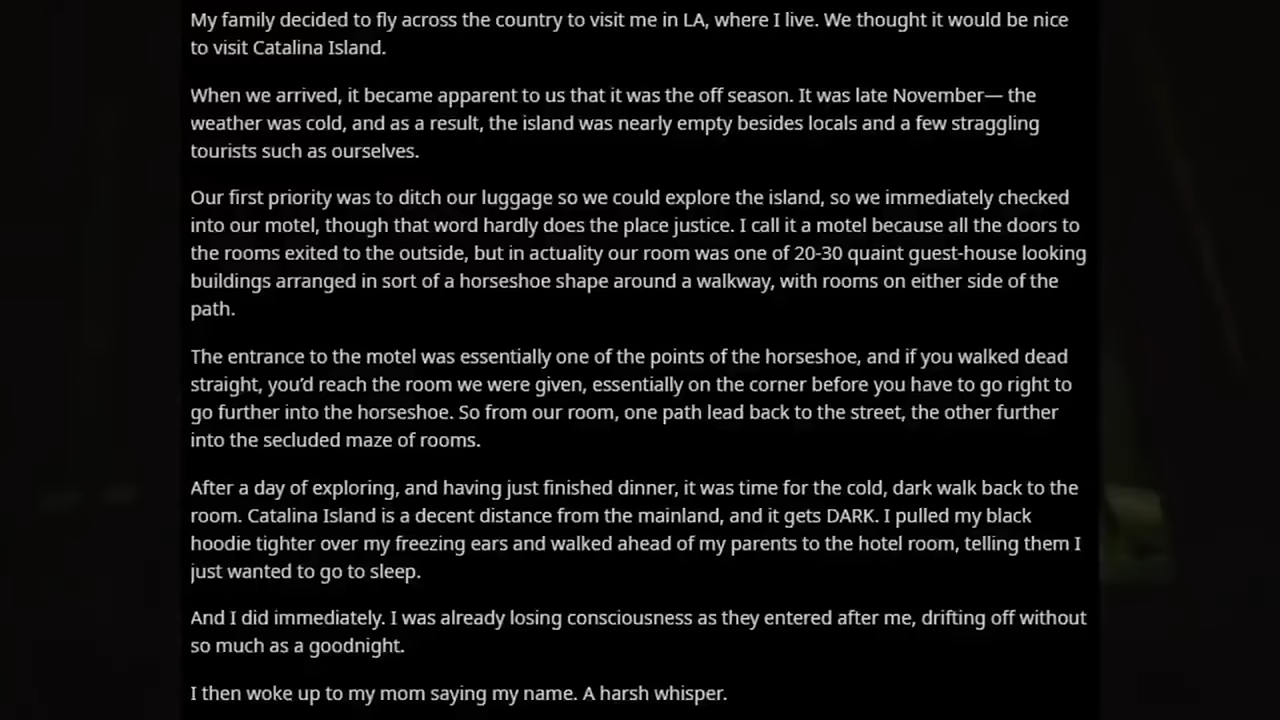 My family decided to fly across the country to visit me in LA, where I live. We thought it would be nice
to visit Catalina Island.
When we arrived, it became apparent to us that it was the off season. It was late November— the
weather was cold, and as a result, the island was nearly empty besides locals and a few straggling
tourists such as ourselves.
Our first priority was to ditch our luggage so we could explore the island, so we immediately checked
into our motel, though that word hardly does the place justice. I call it a motel because all the doors to
the rooms exited to the outside, but in actuality our room was one of 20-30 quaint guest-house looking
buildings arranged in sort of a horseshoe shape around a walkway, with rooms on either side of the
path.
The entrance to the motel was essentially one of the points of the horseshoe, and if you walked dead
straight, you’d reach the room we were given, essentially on the corner before you have to go right to
go further into the horseshoe. So from our room, one path lead back to the street, the other further
into the secluded maze of rooms.
After a day of exploring, and having just finished dinner, it was time for the cold, dark walk back to the
room. Catalina Island is a decent distance from the mainland, and it gets DARK. I pulled my black
hoodie tighter over my freezing ears and walked ahead of my parents to the hotel room, telling them I
just wanted to go to sleep.
And I did immediately. I was already losing consciousness as they entered after me, drifting off without
so much as a goodnight.
I then woke up to my mom saying my name. A harsh whisper.